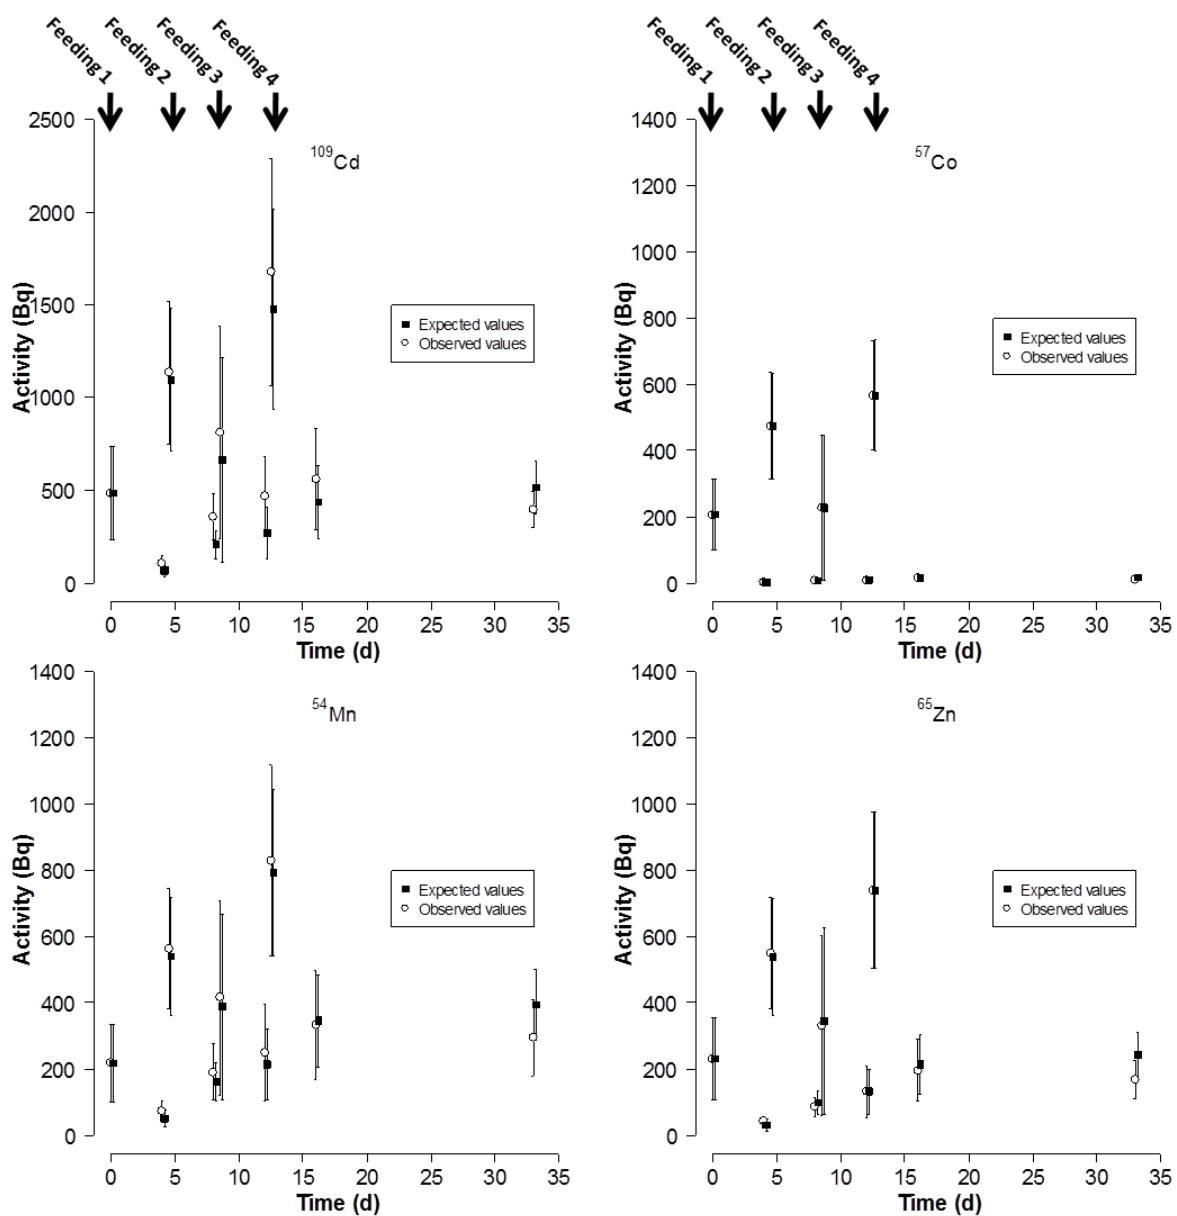 Feeding 1
Feeding 2
Feeding 3
Feeding 4
2500
2000
1500
1000
500
0
Activity (Bq)
109Cd
Expected values
Observed values
0 5 10 15 20 25 30 35
Time (d)
Feeding 1
Feeding 2
Feeding 3
Feeding 4
1400
1200
1000
800
600
400
200
0
Activity (Bq)
57Co
Expected values
Observed values
0 5 10 15 20 25 30 35
Time (d)
1400
1200
1000
800
600
400
200
0
Activity (Bq)
54Mn
Expected values
Observed values
0 5 10 15 20 25 30 35
Time (d)
1400
1200
1000
800
600
400
200
0
Activity (Bq)
65Zn
Expected values
Observed values
0 5 10 15 20 25 30 35
Time (d)